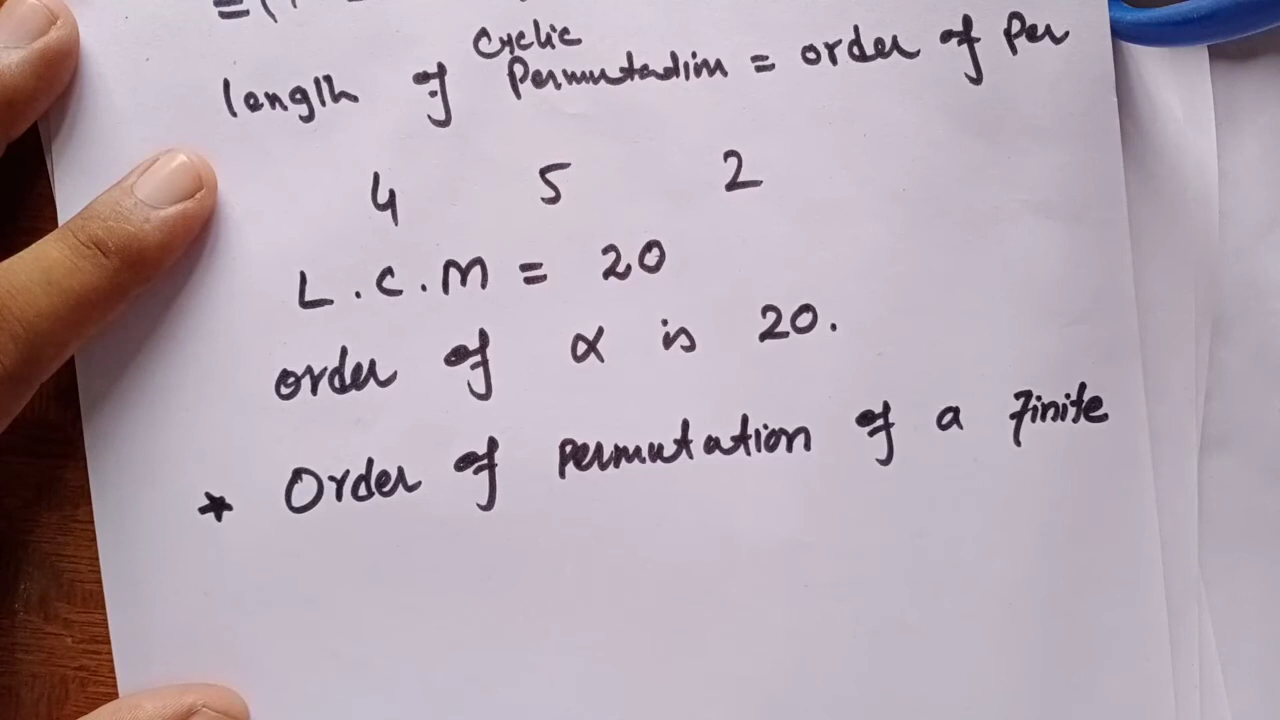 =(
Cyclic
length of Permutation = order of Per
4 5 2
L.C.M = 20
order of α is 20.
* Order of permutation of a finite